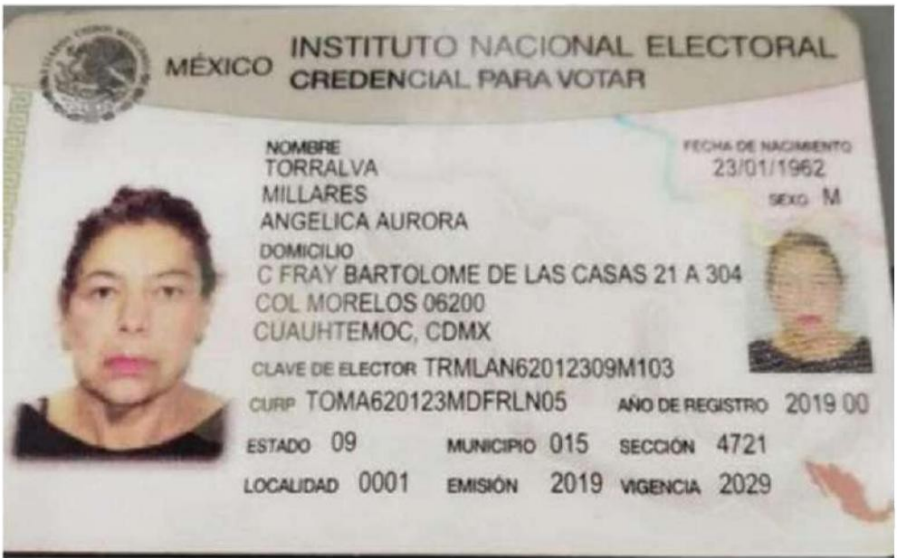 MÉXICO INSTITUTO NACIONAL ELECTORAL
CREDENCIAL PARA VOTAR
NOMBRE
TORRALVA
MILLARES
ANGELICA AURORA
FECHA DE NACIMIENTO
23/01/1962
SEXO M
DOMICILIO
C FRAY BARTOLOME DE LAS CASAS 21 A 304
COL MORELOS 06200
CUAUHTEMOC, CDMX
CLAVE DE ELECTOR TRMLAN62012309M103
CURP TOMA620123MDFRLN05 AÑO DE REGISTRO 2019 00
ESTADO 09 MUNICIPIO 015 SECCIÓN 4721
LOCALIDAD 0001 EMISIÓN 2019 VIGENCIA 2029